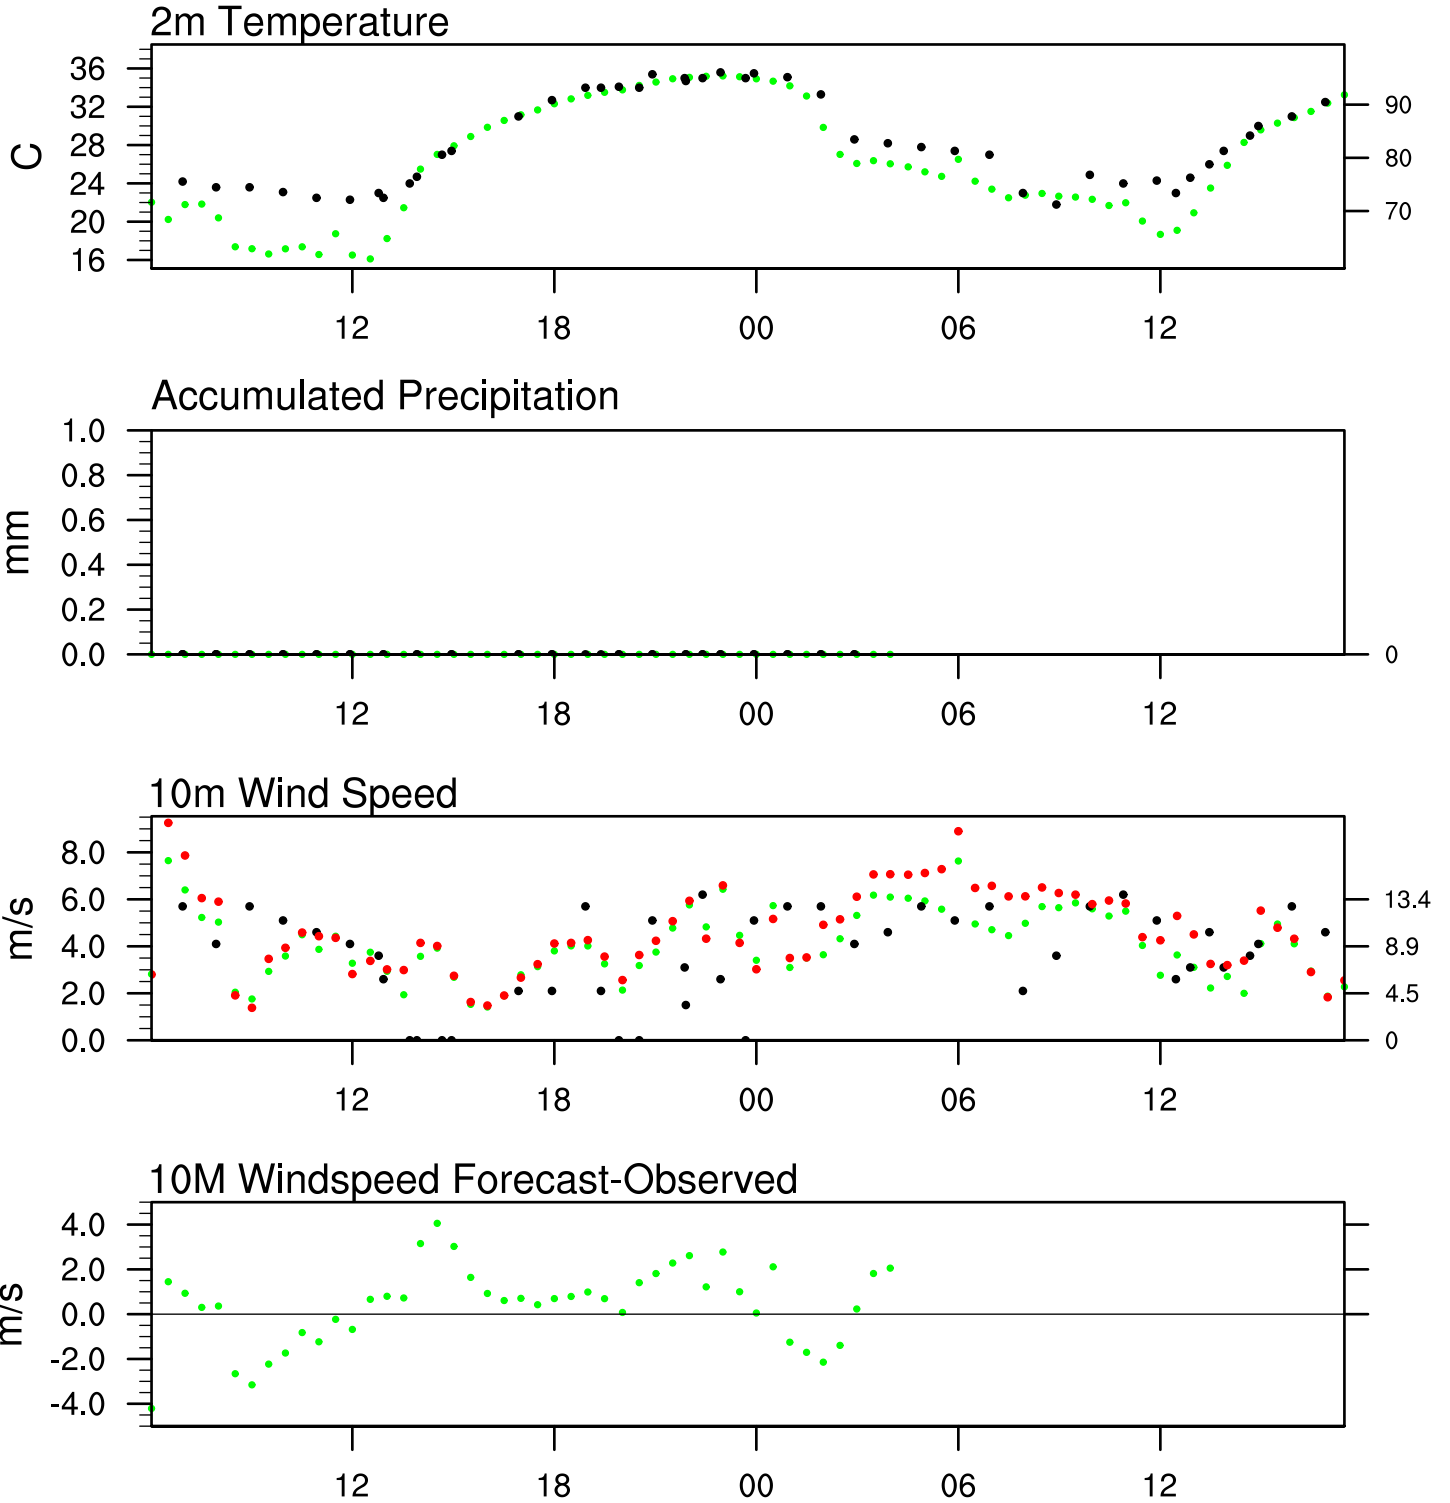 2m Temperature
36
32
28
24
20
16
C
90
80
70
12 18 00 06 12
Accumulated Precipitation
1.0
0.8
0.6
0.4
0.2
0.0
mm
0
12 18 00 06 12
10m Wind Speed
8.0
6.0
4.0
2.0
0.0
m/s
13.4
8.9
4.5
0
12 18 00 06 12
10M Windspeed Forecast-Observed
4.0
2.0
0.0
-2.0
-4.0
m/s
12 18 00 06 12